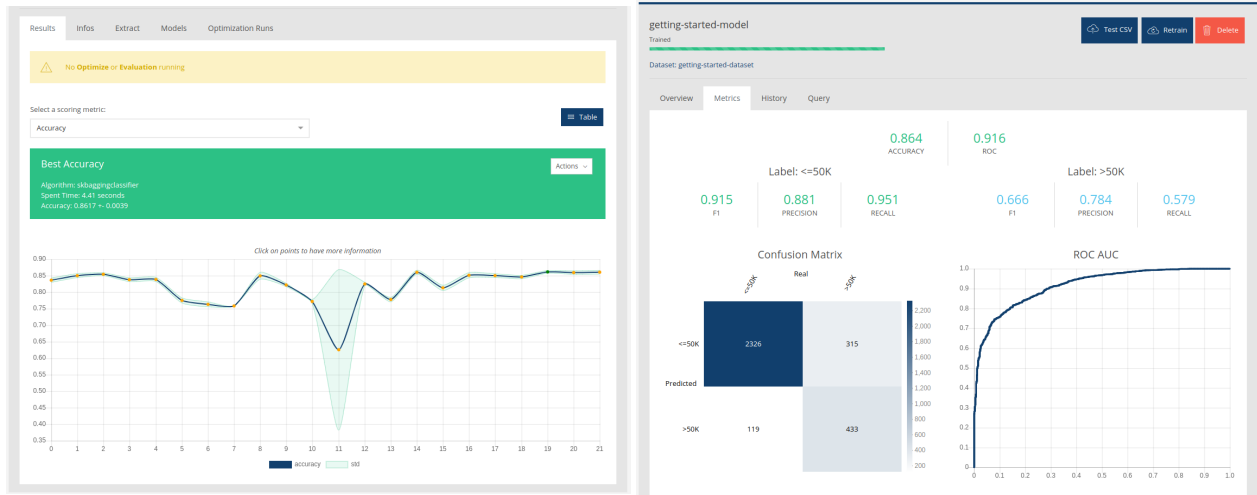 Results Infos Extract Models Optimization Runs
No Optimize or Evaluation running
Select a scoring metric:
Accuracy
Table
Best Accuracy
Actions
Algorithm: skbaggingclassifier
Spent Time: 4.41 seconds
Accuracy: 0.8617 +- 0.0039
Click on points to have more information
0.90
0.85
0.80
0.75
0.70
0.65
0.60
0.55
0.50
0.45
0.40
0.35
0 1 2 3 4 5 6 7 8 9 10 11 12 13 14 15 16 17 18 19 20 21
accuracy std
getting-started-model
Trained
Test CSV Retrain Delete
Dataset: getting-started-dataset
Overview Metrics History Query
0.864 0.916
ACCURACY ROC
Label: <=50K Label: >50K
0.915 0.881 0.951 0.666 0.784 0.579
F1 PRECISION RECALL F1 PRECISION RECALL
Confusion Matrix
Real
<=50K >50K
<=50K 2326 315
Predicted
>50K 119 433
2,200
2,000
1,800
1,600
1,400
1,200
1,000
800
600
400
200
ROC AUC
1.0
0.9
0.8
0.7
0.6
0.5
0.4
0.3
0.2
0.1
0
0 0.1 0.2 0.3 0.4 0.5 0.6 0.7 0.8 0.9 1.0